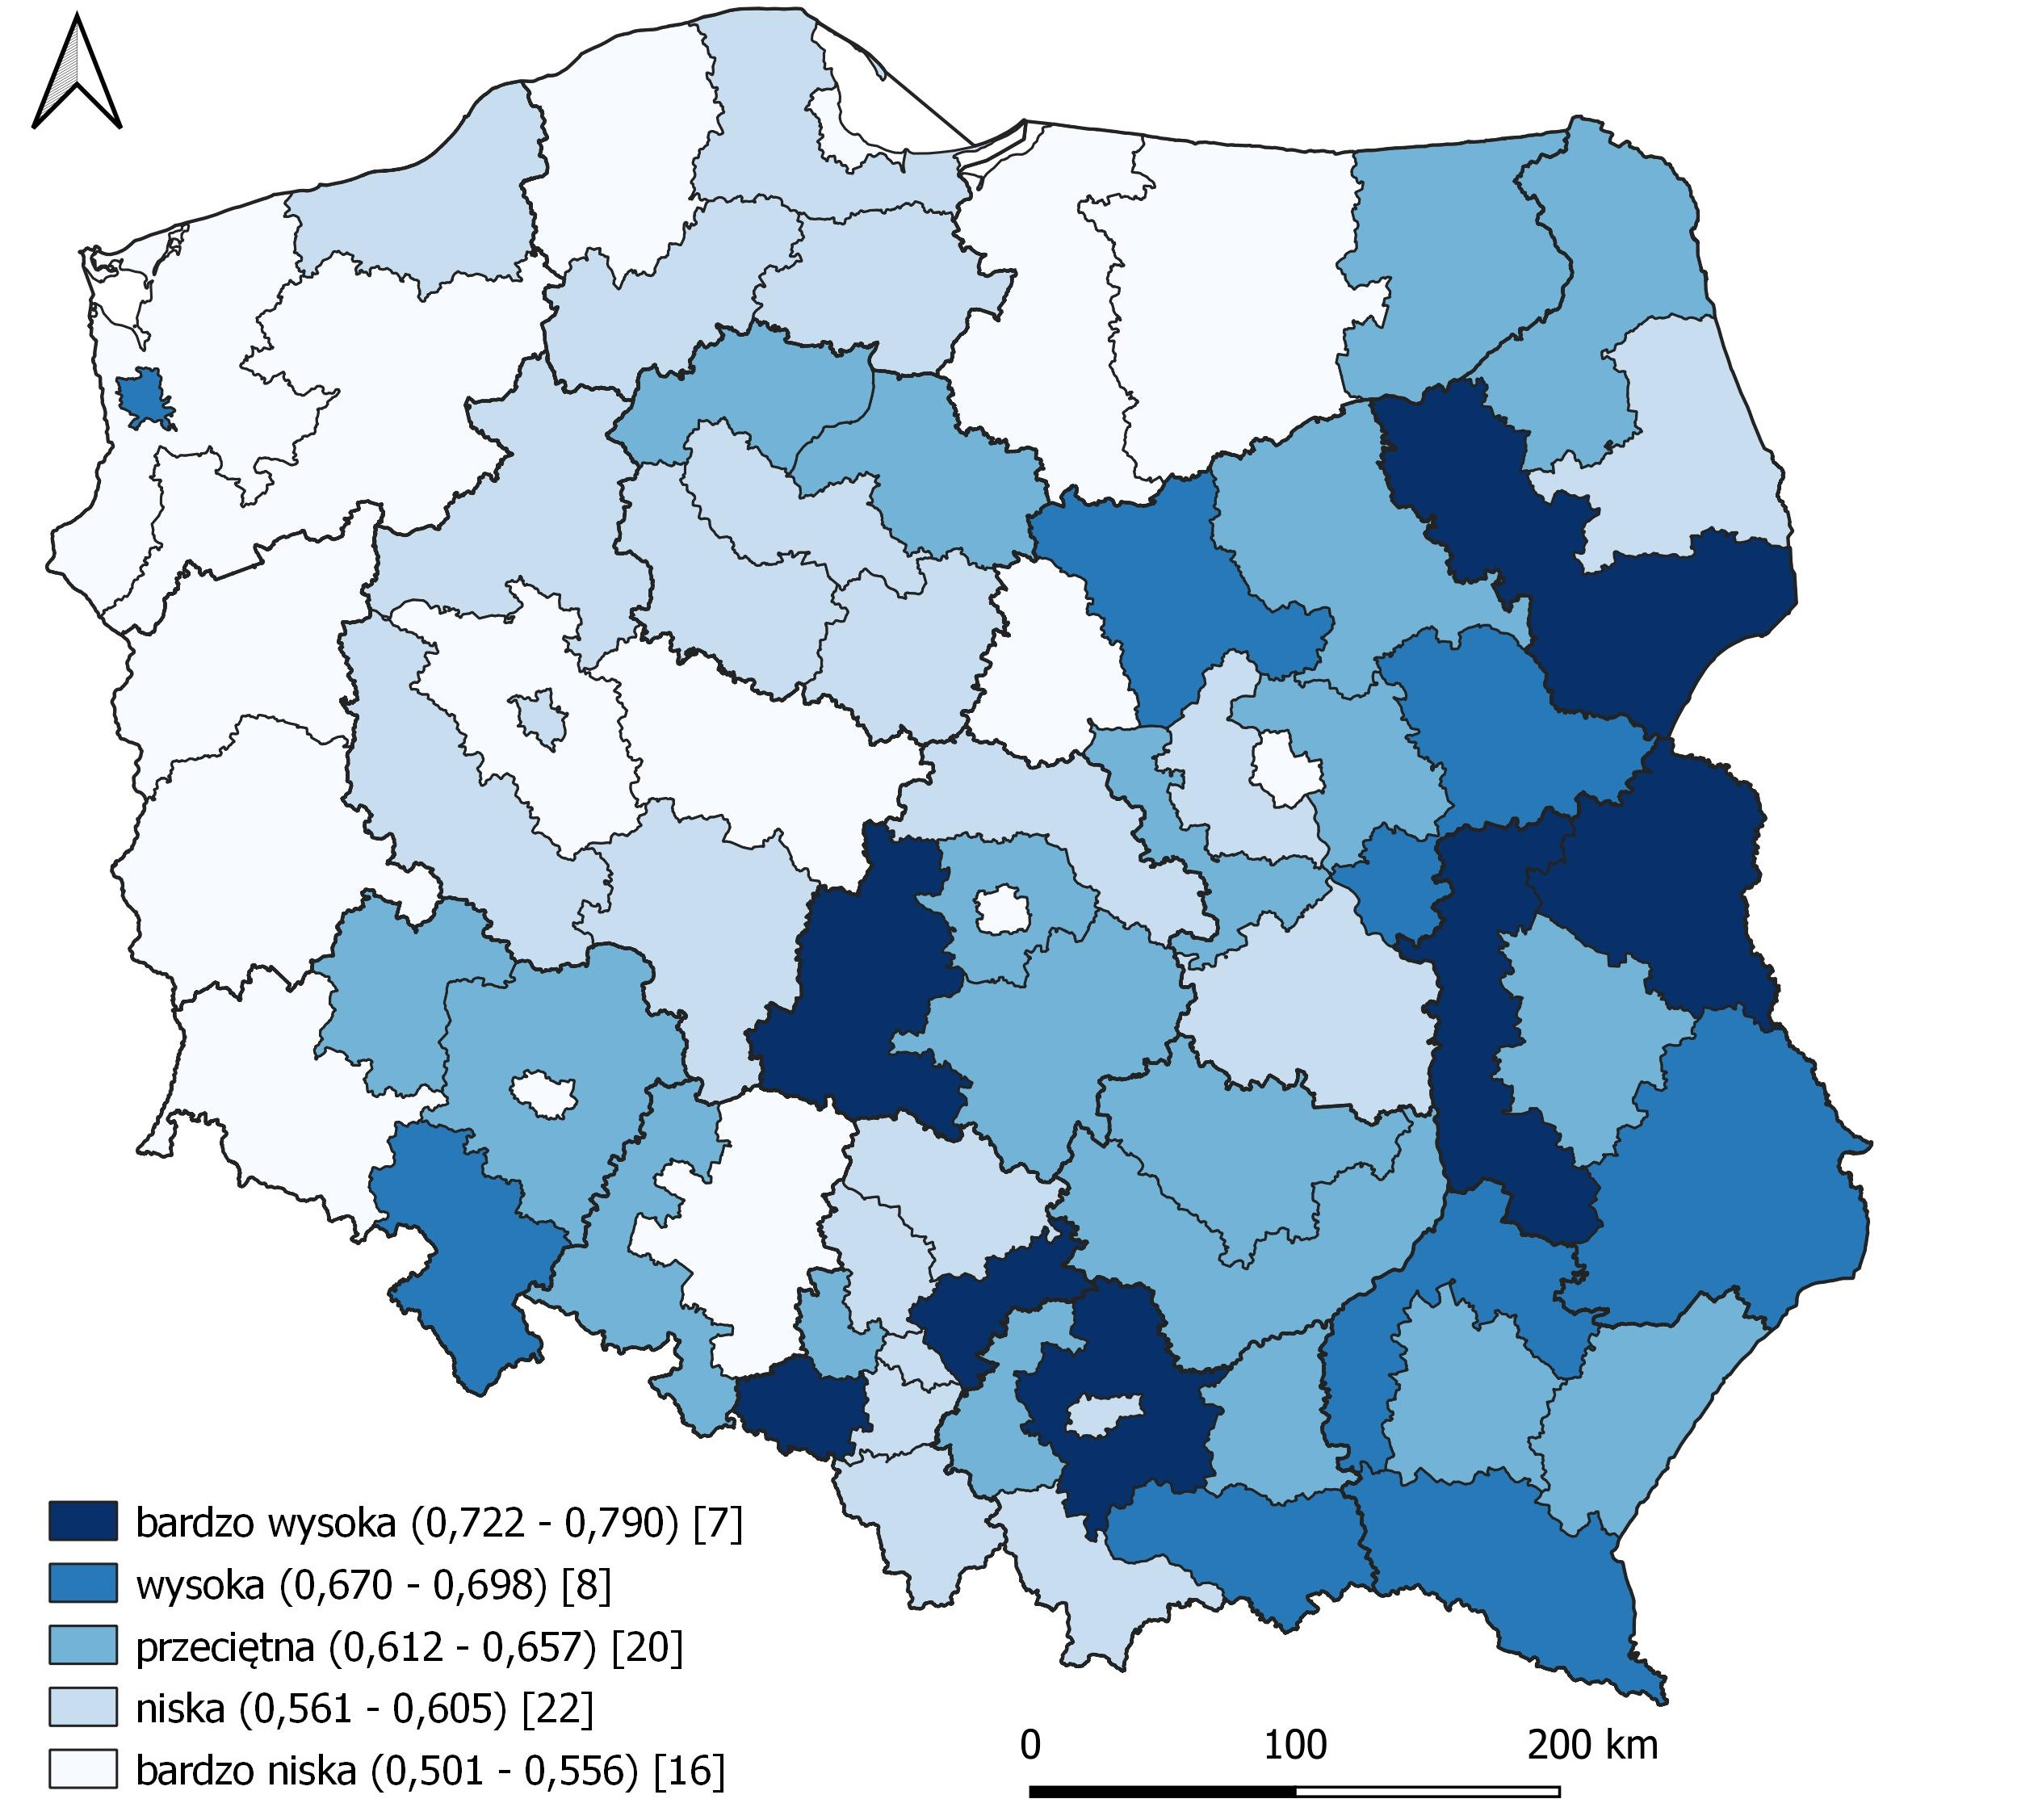 bardzo wysoka (0,722 - 0,790) [7]
wysoka (0,670 - 0,698) [8]
przeciętna (0,612 - 0,657) [20]
niska (0,561 - 0,605) [22]
bardzo niska (0,501 - 0,556) [16]
0 100 200 km